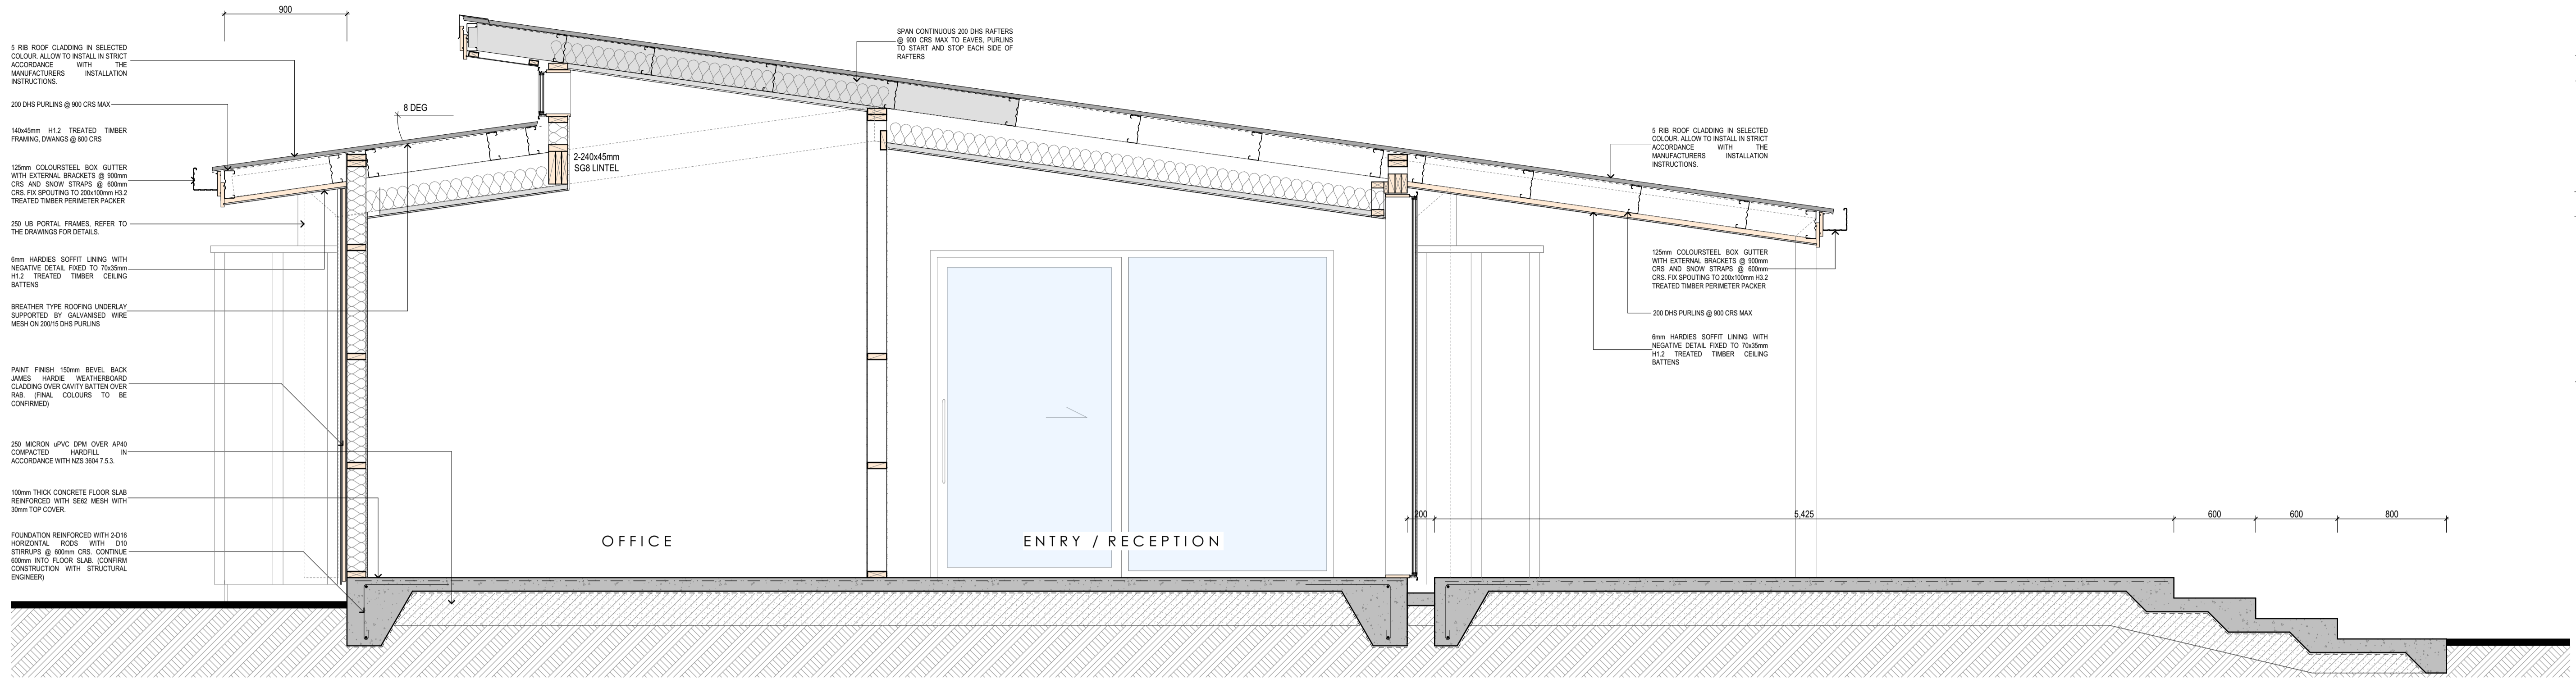 900
5 RIB ROOF CLADDING IN SELECTED
COLOUR. ALLOW TO INSTALL IN STRICT
ACCORDANCE WITH THE
MANUFACTURERS INSTALLATION
INSTRUCTIONS.
200 DHS PURLINS @ 900 CRS MAX
140x45mm H1.2 TREATED TIMBER
FRAMING, DWANGS @ 800 CRS
125mm COLOURSTEEL BOX GUTTER
WITH EXTERNAL BRACKETS @ 900mm
CRS AND SNOW STRAPS @ 600mm
CRS. FIX SPOUTING TO 200x100mm H3.2
TREATED TIMBER PERIMETER PACKER
250 UB PORTAL FRAMES, REFER TO
THE DRAWINGS FOR DETAILS.
6mm HARDIES SOFFIT LINING WITH
NEGATIVE DETAIL FIXED TO 70x35mm
H1.2 TREATED TIMBER CEILING
BATTENS
BREATHER TYPE ROOFING UNDERLAY
SUPPORTED BY GALVANISED WIRE
MESH ON 200/15 DHS PURLINS
PAINT FINISH 150mm BEVEL BACK
JAMES HARDIE WEATHERBOARD
CLADDING OVER CAVITY BATTEN OVER
RAB. (FINAL COLOURS TO BE
CONFIRMED)
250 MICRON uPVC DPM OVER AP40
COMPACTED HARDFILL IN
ACCORDANCE WITH NZS 3604 7.5.3.
100mm THICK CONCRETE FLOOR SLAB
REINFORCED WITH SE62 MESH WITH
30mm TOP COVER.
FOUNDATION REINFORCED WITH 2-D16
HORIZONTAL RODS WITH D10
STIRRUPS @ 600mm CRS. CONTINUE
600mm INTO FLOOR SLAB. (CONFIRM
CONSTRUCTION WITH STRUCTURAL
ENGINEER)
8 DEG
2-240x45mm
SG8 LINTEL
SPAN CONTINUOUS 200 DHS RAFTERS
@ 900 CRS MAX TO EAVES, PURLINS
TO START AND STOP EACH SIDE OF
RAFTERS
OFFICE
ENTRY / RECEPTION
5 RIB ROOF CLADDING IN SELECTED
COLOUR. ALLOW TO INSTALL IN STRICT
ACCORDANCE WITH THE
MANUFACTURERS INSTALLATION
INSTRUCTIONS.
125mm COLOURSTEEL BOX GUTTER
WITH EXTERNAL BRACKETS @ 900mm
CRS AND SNOW STRAPS @ 600mm
CRS. FIX SPOUTING TO 200x100mm H3.2
TREATED TIMBER PERIMETER PACKER
200 DHS PURLINS @ 900 CRS MAX
6mm HARDIES SOFFIT LINING WITH
NEGATIVE DETAIL FIXED TO 70x35mm
H1.2 TREATED TIMBER CEILING
BATTENS
200
5,425
600
600
800